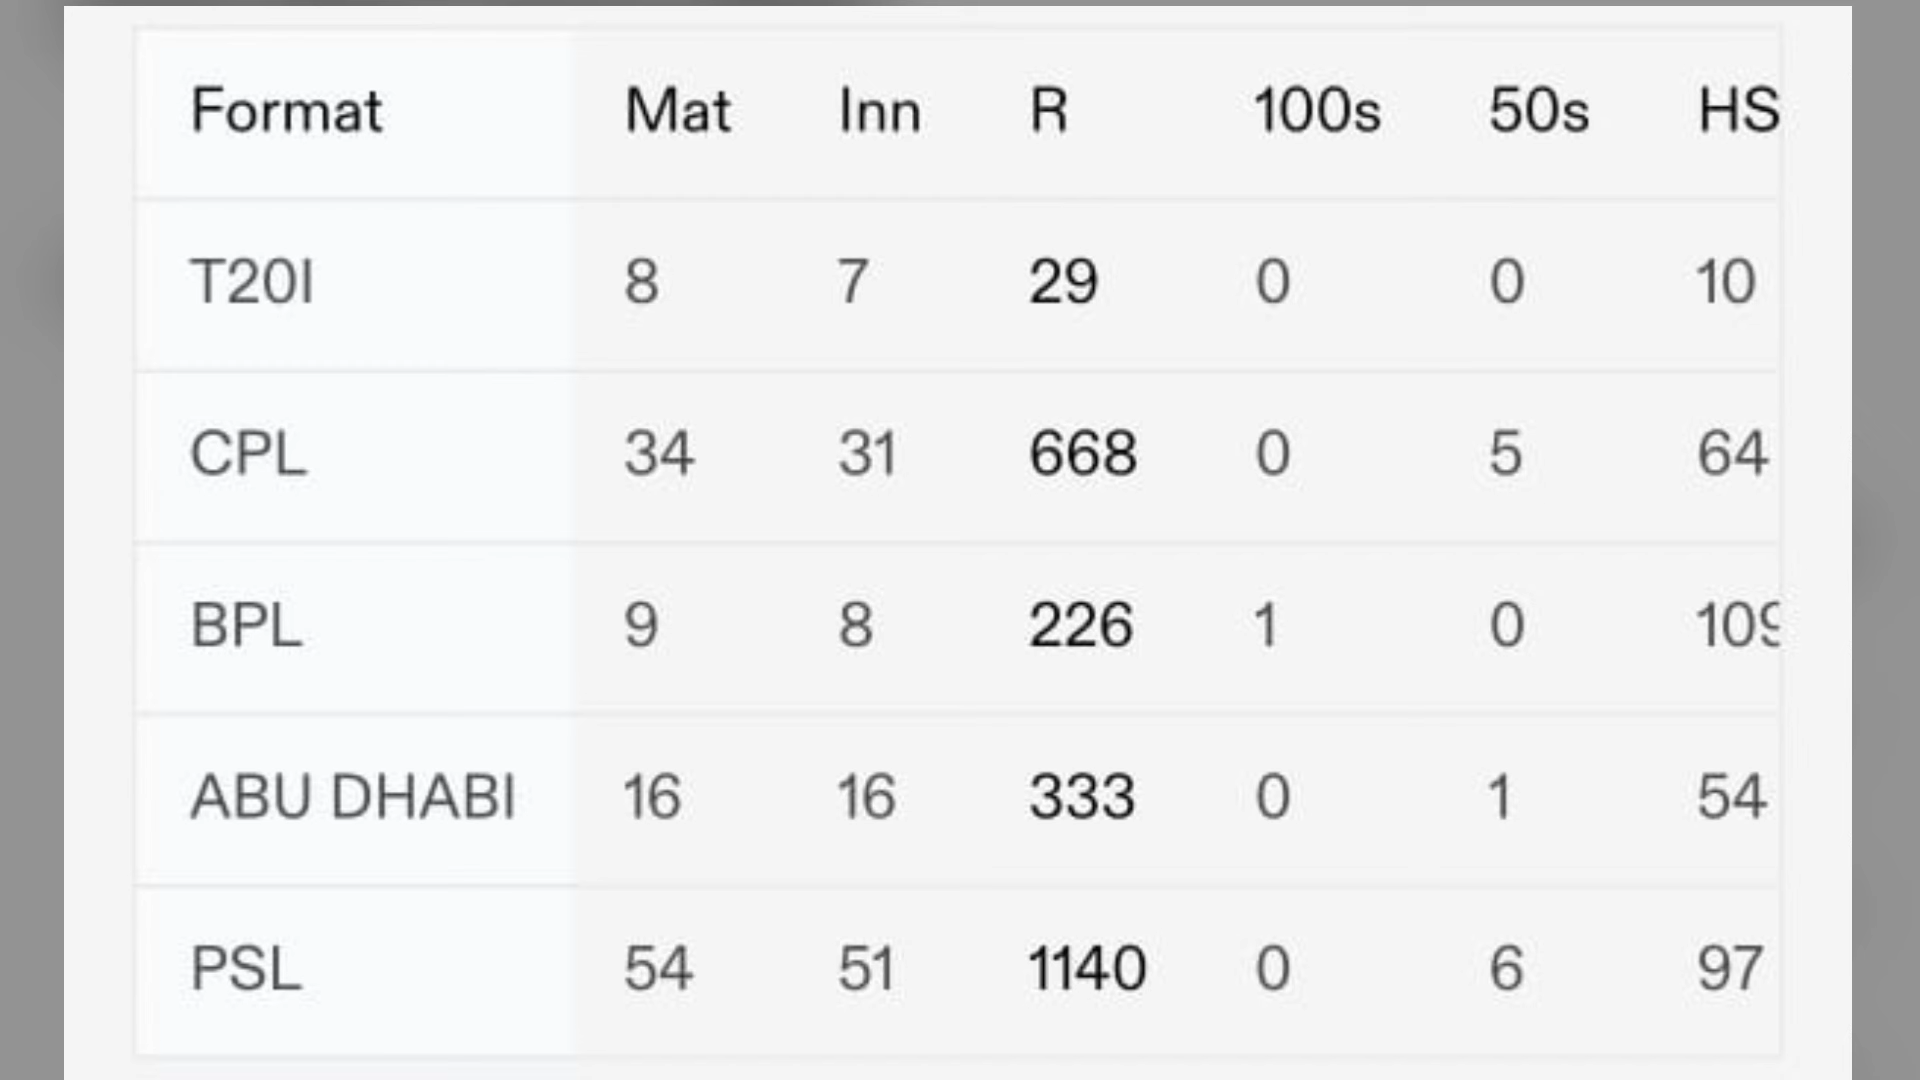 Format Mat Inn R 100s 50s HS
T20I 8 7 29 0 0 10
CPL 34 31 668 0 5 64
BPL 9 8 226 1 0 109
ABU DHABI 16 16 333 0 1 54
PSL 54 51 1140 0 6 97